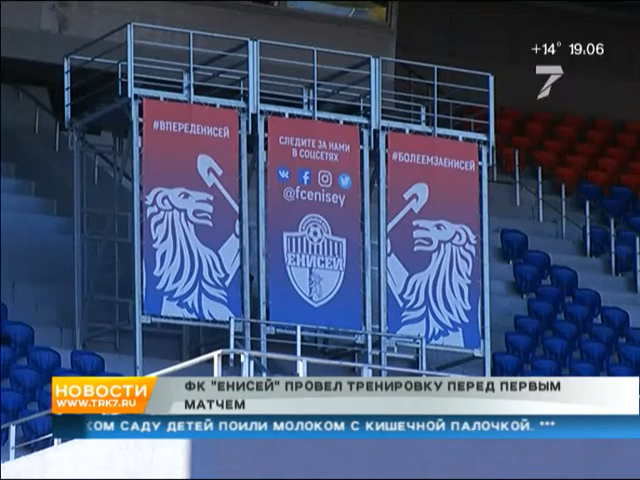 +14° 19.06
7
#ВПЕРЕДЕНИСЕЙ
СЛЕДИТЕ ЗА НАМИ
В СОЦСЕТЯХ
@fcenisey
ЕНИСЕЙ
#БОЛЕЕМЗАЕНИСЕЙ
НОВОСТИ
WWW.TRK7.RU
ФК "ЕНИСЕЙ" ПРОВЕЛ ТРЕНИРОВКУ ПЕРЕД ПЕРВЫМ
МАТЧЕМ
КОМ САДУ ДЕТЕЙ ПОИЛИ МОЛОКОМ С КИШЕЧНОЙ ПАЛОЧКОЙ. ***